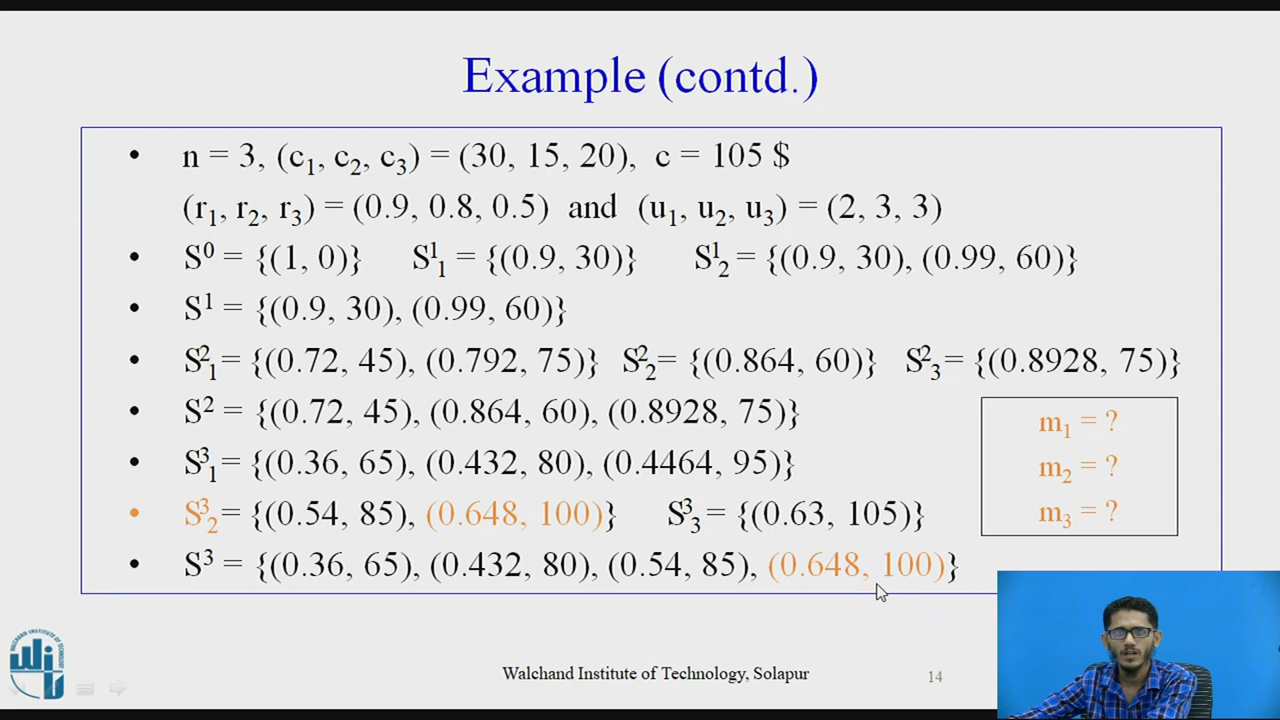 Example (contd.)
• n = 3, (c₁, c₂, c₃) = (30, 15, 20), c = 105 $
(r₁, r₂, r₃) = (0.9, 0.8, 0.5) and (u₁, u₂, u₃) = (2, 3, 3)
• S⁰ = {(1, 0)} S¹₁ = {(0.9, 30)} S¹₂ = {(0.9, 30), (0.99, 60)}
• S¹ = {(0.9, 30), (0.99, 60)}
• S²₁ = {(0.72, 45), (0.792, 75)} S²₂ = {(0.864, 60)} S²₃ = {(0.8928, 75)}
• S² = {(0.72, 45), (0.864, 60), (0.8928, 75)}
m₁ = ?
• S³₁ = {(0.36, 65), (0.432, 80), (0.4464, 95)}
m₂ = ?
• S³₂ = {(0.54, 85), (0.648, 100)} S³₃ = {(0.63, 105)}
m₃ = ?
• S³ = {(0.36, 65), (0.432, 80), (0.54, 85), (0.648, 100)}
Walchand Institute of Technology, Solapur
14